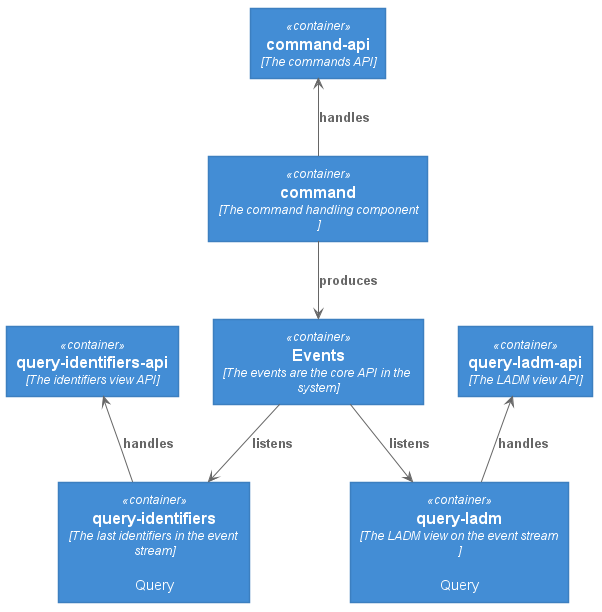 «container»
command-api
[The commands API]
handles
«container»
command
[The command handling component
]
produces
«container»
query-identifiers-api
[The identifiers view API]
«container»
Events
[The events are the core API in the
system]
«container»
query-ladm-api
[The LADM view API]
handles
listens
listens
handles
«container»
query-identifiers
[The last identifiers in the event
stream]
Query
«container»
query-ladm
[The LADM view on the event stream
]
Query